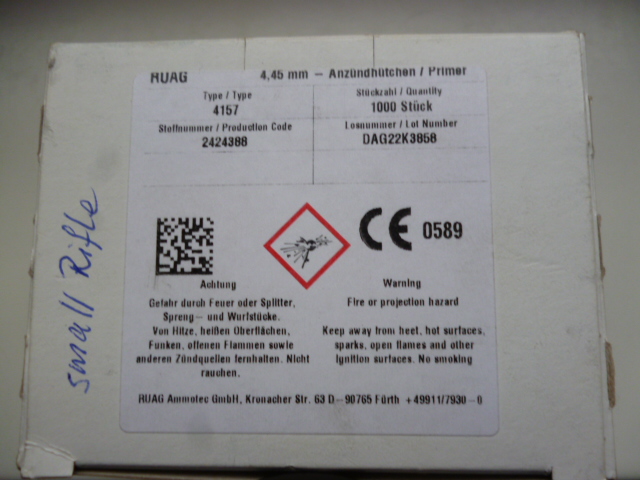 RUAG 4,45 mm – Anzündhütchen / Primer
Type / Type Stückzahl / Quantity
4157 1000 Stück
Stoffnummer / Production Code Losnummer / Lot Number
2424388 DAG22K3858
CE 0589
Achtung
Gefahr durch Feuer oder Splitter,
Spreng– und Wurfstücke.
Von Hitze, heißen Oberflächen,
Funken, offenen Flammen sowie
anderen Zündquellen fernhalten. Nicht
rauchen.
Warning
Fire or projection hazard
Keep away from heet, hot surfaces,
sparks, open flames and other
Ignition surfaces. No smoking
RUAG Ammotec GmbH, Kronacher Str. 63 D–90765 Fürth +49911/7930–0
small Rifle